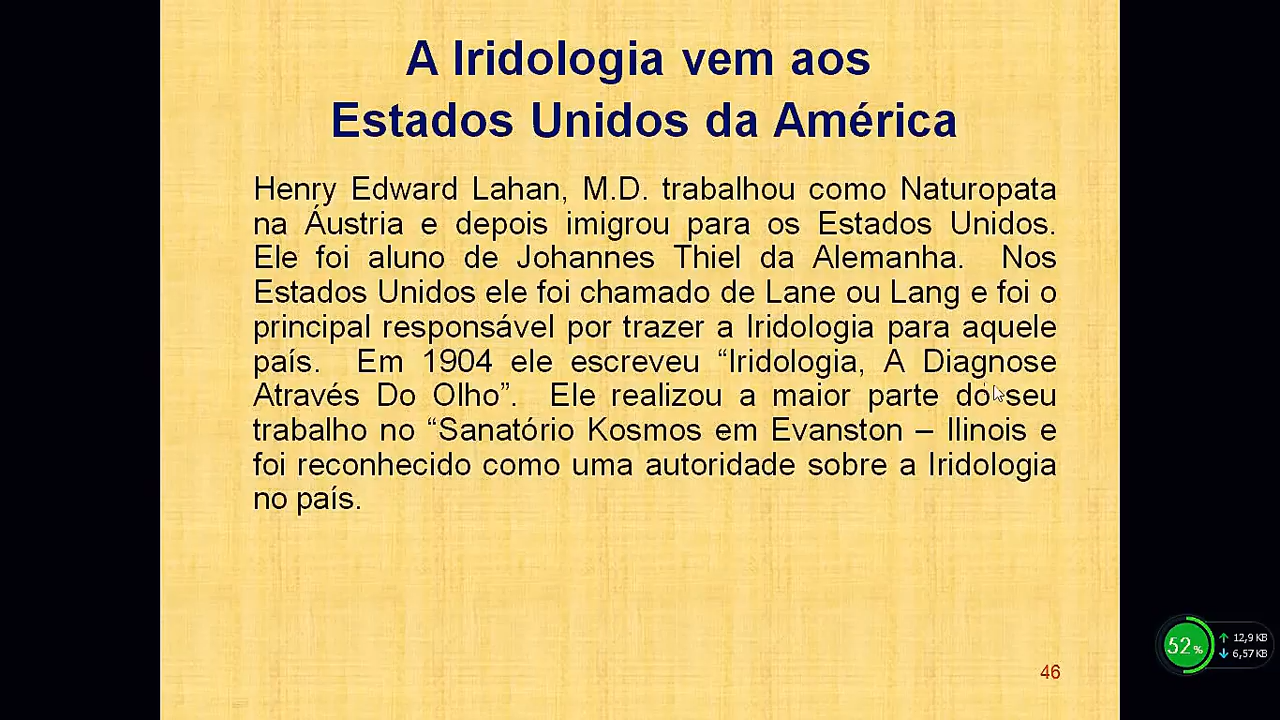 A Iridologia vem aos
Estados Unidos da América
Henry Edward Lahan, M.D. trabalhou como Naturopata
na Áustria e depois imigrou para os Estados Unidos.
Ele foi aluno de Johannes Thiel da Alemanha. Nos
Estados Unidos ele foi chamado de Lane ou Lang e foi o
principal responsável por trazer a Iridologia para aquele
país. Em 1904 ele escreveu “Iridologia, A Diagnose
Através Do Olho”. Ele realizou a maior parte do seu
trabalho no “Sanatório Kosmos em Evanston – Ilinois e
foi reconhecido como uma autoridade sobre a Iridologia
no país.
52%
12,9 KB
6,57 KB
46